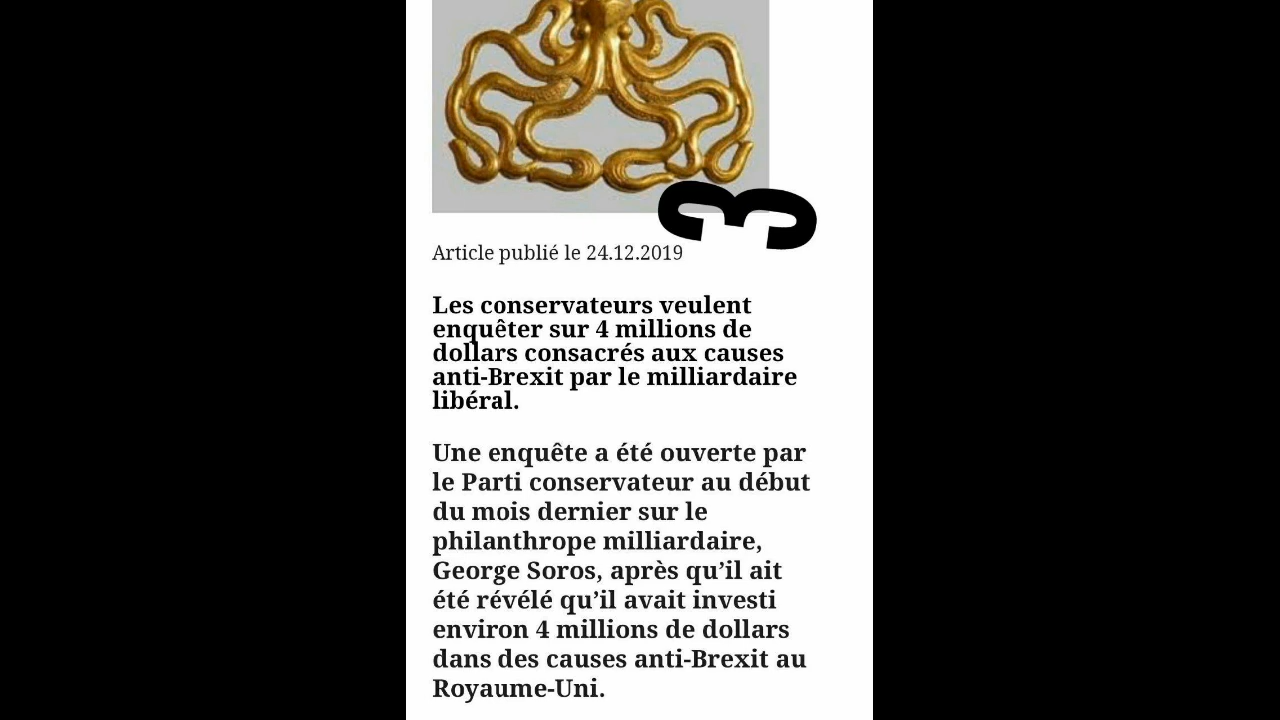 3
Article publié le 24.12.2019
Les conservateurs veulent
enquêter sur 4 millions de
dollars consacrés aux causes
anti-Brexit par le milliardaire
libéral.
Une enquête a été ouverte par
le Parti conservateur au début
du mois dernier sur le
philanthrope milliardaire,
George Soros, après qu’il ait
été révélé qu’il avait investi
environ 4 millions de dollars
dans des causes anti-Brexit au
Royaume-Uni.